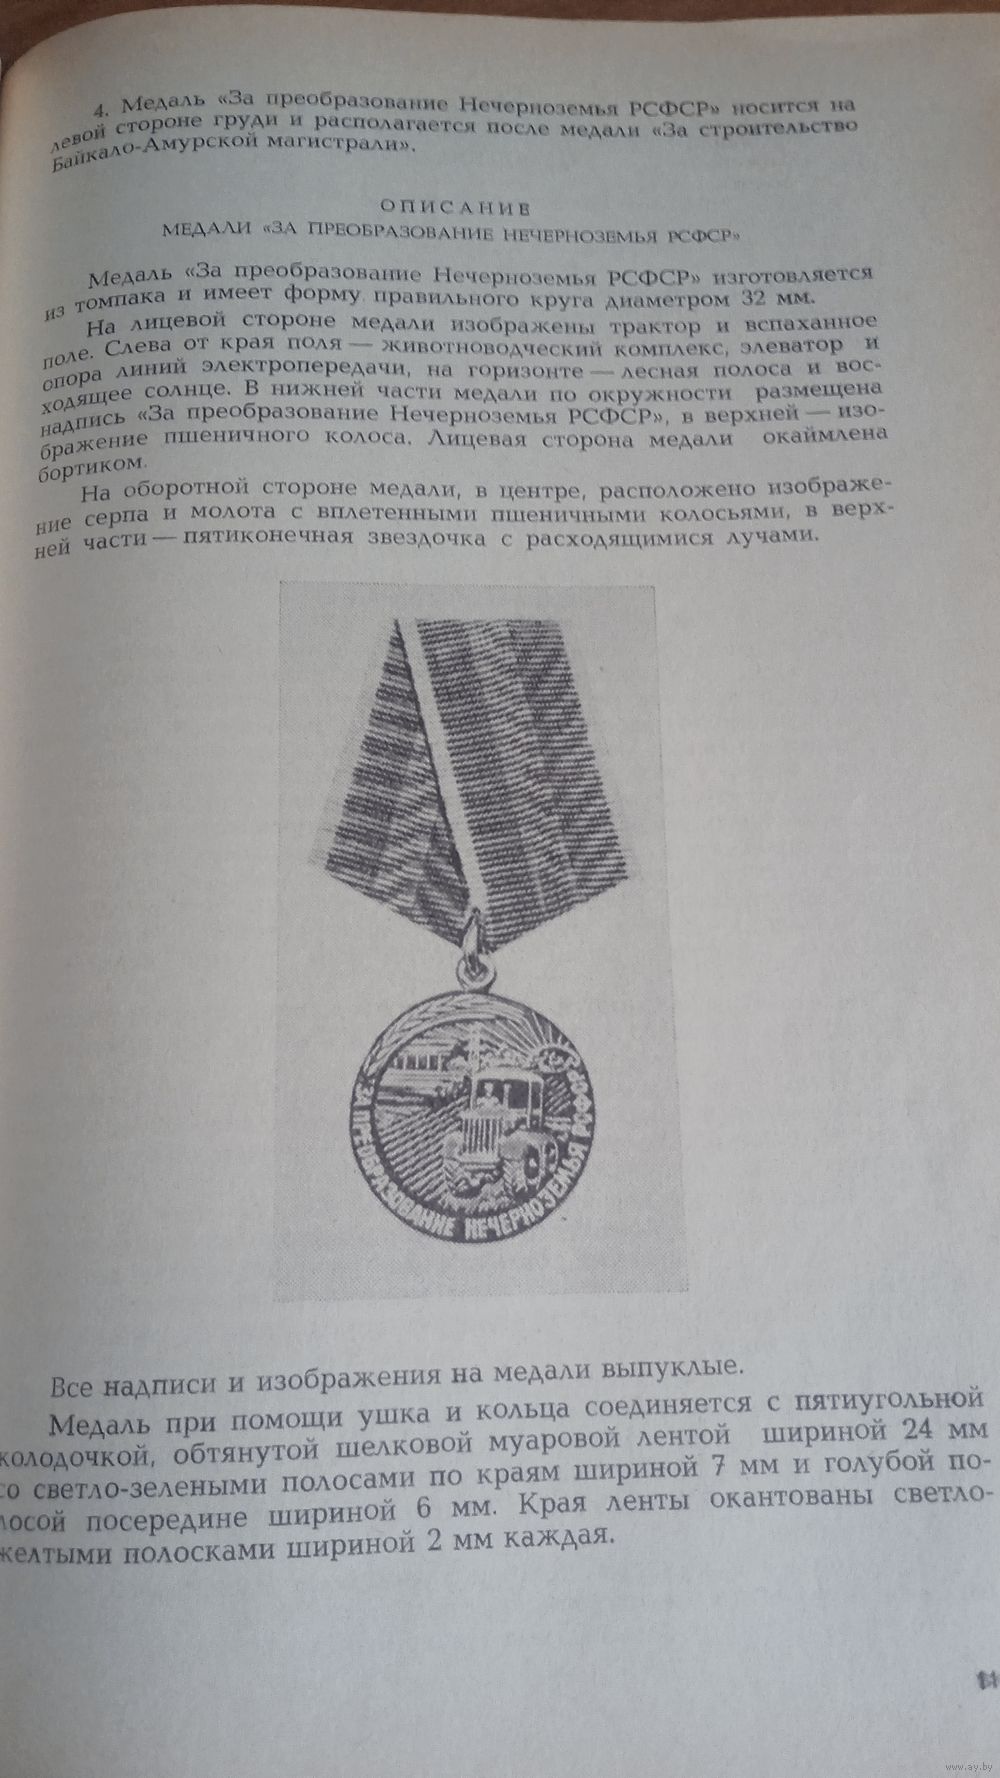 4. Медаль «За преобразование Нечерноземья РСФСР» носится на
левой стороне груди и располагается после медали «За строительство
Байкало-Амурской магистрали».
ОПИСАНИЕ
МЕДАЛИ «ЗА ПРЕОБРАЗОВАНИЕ НЕЧЕРНОЗЕМЬЯ РСФСР»
Медаль «За преобразование Нечерноземья РСФСР» изготовляется
из томпака и имеет форму правильного круга диаметром 32 мм.
На лицевой стороне медали изображены трактор и вспаханное
поле. Слева от края поля — животноводческий комплекс, элеватор и
опора линий электропередачи, на горизонте — лесная полоса и вос-
ходящее солнце. В нижней части медали по окружности размещена
надпись «За преобразование Нечерноземья РСФСР», в верхней — изо-
бражение пшеничного колоса. Лицевая сторона медали окаймлена
бортиком.
На оборотной стороне медали, в центре, расположено изображе-
ние серпа и молота с вплетенными пшеничными колосьями, в верх-
ней части — пятиконечная звездочка с расходящимися лучами.
ЗА ПРЕОБРАЗОВАНИЕ НЕЧЕРНОЗЕМЬЯ РСФСР
Все надписи и изображения на медали выпуклые.
Медаль при помощи ушка и кольца соединяется с пятиугольной
колодочкой, обтянутой шелковой муаровой лентой шириной 24 мм
со светло-зелеными полосами по краям шириной 7 мм и голубой по-
лосой посередине шириной 6 мм. Края ленты окантованы светло-
желтыми полосками шириной 2 мм каждая.
www.ay.by